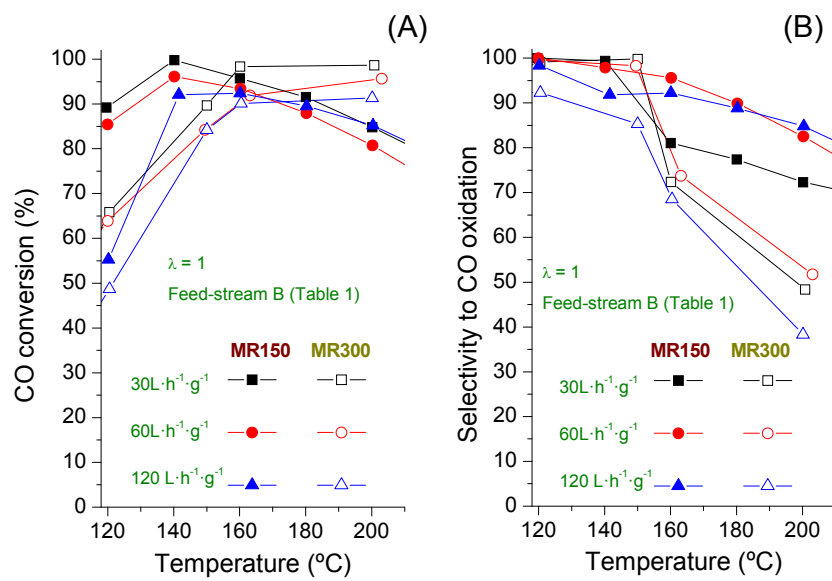 (A)
100
90
80
70
60
50
40
30
20
10
0
CO conversion (%)
λ = 1
Feed-stream B (Table 1)
MR150 MR300
30L·h⁻¹·g⁻¹
60L·h⁻¹·g⁻¹
120 L·h⁻¹·g⁻¹
120 140 160 180 200
Temperature (ºC)
(B)
100
90
80
70
60
50
40
30
20
10
0
Selectivity to CO oxidation
λ = 1
Feed-stream B (Table 1)
MR150 MR300
30L·h⁻¹·g⁻¹
60L·h⁻¹·g⁻¹
120 L·h⁻¹·g⁻¹
120 140 160 180 200
Temperature (ºC)